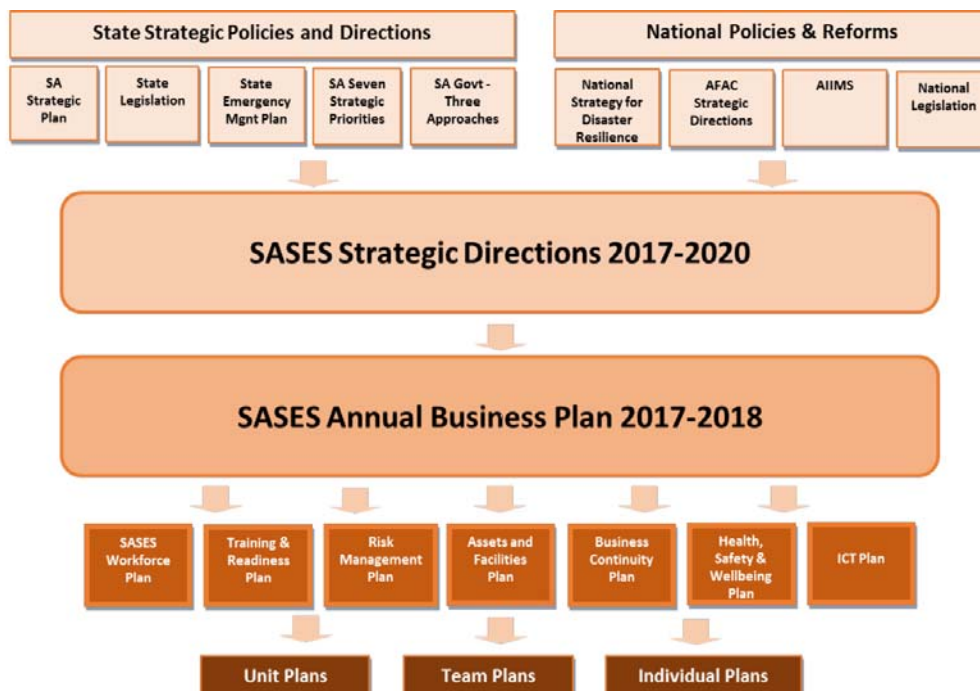 State Strategic Policies and Directions
National Policies & Reforms
SA
Strategic
Plan
State
Legislation
State
Emergency
Mgnt Plan
SA Seven
Strategic
Priorities
SA Govt -
Three
Approaches
National
Strategy for
Disaster
Resilience
AFAC
Strategic
Directions
AIIMS
National
Legislation
SASES Strategic Directions 2017-2020
SASES Annual Business Plan 2017-2018
SASES
Workforce
Plan
Training &
Readiness
Plan
Risk
Management
Plan
Assets and
Facilities Plan
Business
Continuity
Plan
Health,
Safety &
Wellbeing
Plan
ICT Plan
Unit Plans
Team Plans
Individual Plans